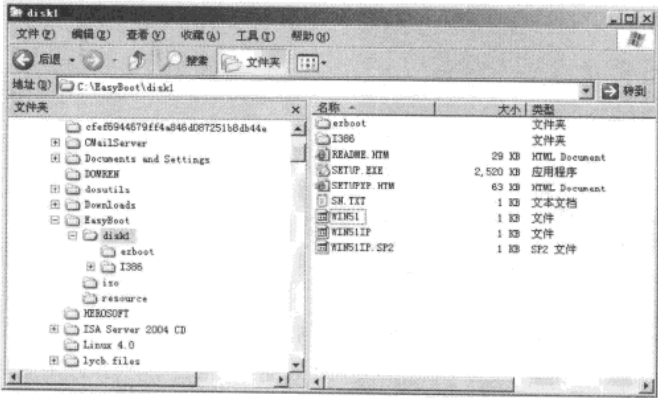 disk1
文件(F) 编辑(E) 查看(V) 收藏(A) 工具(T) 帮助(H)
后退 搜索 文件夹
地址(D) C:\EasyBoot\disk1 转到
文件夹
cfef6944679ff4a846d087251b8db44a
CMailServer
Documents and Settings
DOWREN
dosutils
Downloads
EasyBoot
disk1
ezboot
I386
iso
resource
HEROSOFT
ISA Server 2004 CD
Linux 4.0
lycb.files
名称 大小 类型
ezboot 文件夹
I386 文件夹
README.HTM 29 KB HTML Document
SETUP.EXE 2,520 KB 应用程序
SETUPXP.HTM 63 KB HTML Document
SN.TXT 1 KB 文本文档
WIN51 1 KB 文件
WIN51IP 1 KB 文件
WIN51IP.SP2 1 KB SP2 文件